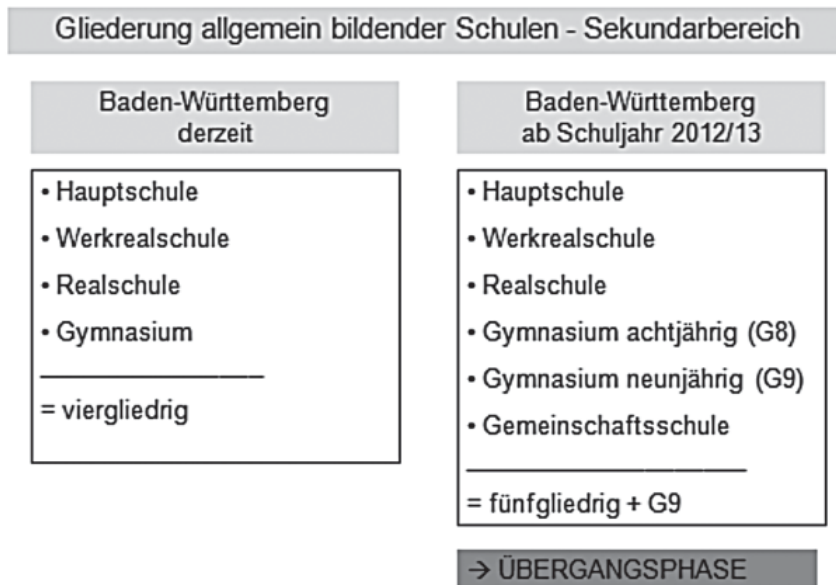 Gliederung allgemein bildender Schulen - Sekundarbereich
Baden-Württemberg
derzeit
• Hauptschule
• Werkrealschule
• Realschule
• Gymnasium
= viergliedrig
Baden-Württemberg
ab Schuljahr 2012/13
• Hauptschule
• Werkrealschule
• Realschule
• Gymnasium achtjährig (G8)
• Gymnasium neunjährig (G9)
• Gemeinschaftsschule
= fünfgliedrig + G9
→ ÜBERGANGSPHASE